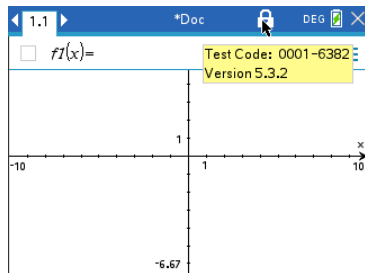 1.1 *Doc DEG
f1(x)=
Test Code: 0001-6382
Version 5.3.2
1
x
-10 1 10
-6.67